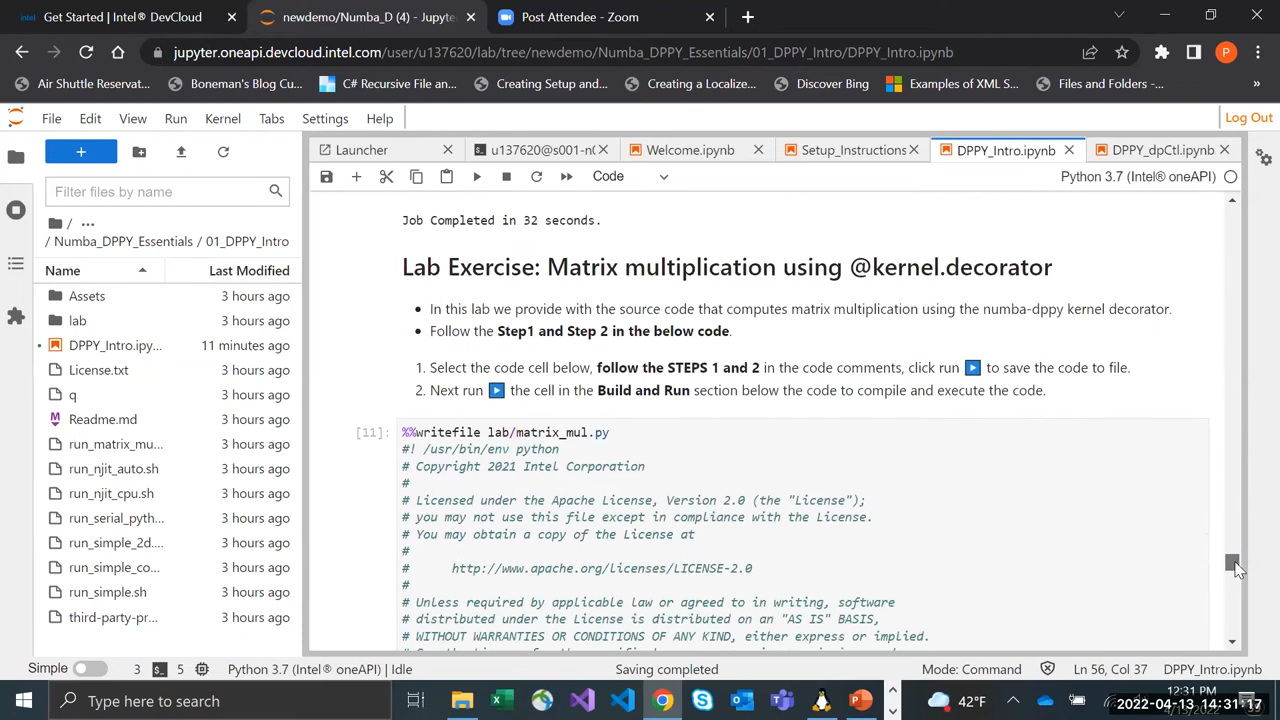 Get Started | Intel® DevCloud
newdemo/Numba_D (4) - Jupyte
Post Attendee - Zoom
jupyter.oneapi.devcloud.intel.com/user/u137620/lab/tree/newdemo/Numba_DPPY_Essentials/01_DPPY_Intro/DPPY_Intro.ipynb
P
Air Shuttle Reservat...
Boneman's Blog Cu...
C# Recursive File an...
Creating Setup and...
Creating a Localize...
Discover Bing
Examples of XML S...
Files and Folders -...
»
File Edit View Run Kernel Tabs Settings Help
Log Out
Launcher
u137620@s001-n0
Welcome.ipynb
Setup_Instructions
DPPY_Intro.ipynb
DPPY_dpCtl.ipynb
Code
Python 3.7 (Intel® oneAPI)
Filter files by name
/ ...
/ Numba_DPPY_Essentials / 01_DPPY_Intro
Name Last Modified
Assets 3 hours ago
lab 3 hours ago
DPPY_Intro.ipy... 11 minutes ago
License.txt 3 hours ago
q 3 hours ago
Readme.md 3 hours ago
run_matrix_mu... 3 hours ago
run_njit_auto.sh 3 hours ago
run_njit_cpu.sh 3 hours ago
run_serial_pyth... 3 hours ago
run_simple_2d.... 3 hours ago
run_simple_co... 3 hours ago
run_simple.sh 3 hours ago
third-party-pr... 3 hours ago
Job Completed in 32 seconds.
Lab Exercise: Matrix multiplication using @kernel.decorator
• In this lab we provide with the source code that computes matrix multiplication using the numba-dppy kernel decorator.
• Follow the Step1 and Step 2 in the below code.
1. Select the code cell below, follow the STEPS 1 and 2 in the code comments, click run to save the code to file.
2. Next run the cell in the Build and Run section below the code to compile and execute the code.
[11]:
%%writefile lab/matrix_mul.py
#! /usr/bin/env python
# Copyright 2021 Intel Corporation
#
# Licensed under the Apache License, Version 2.0 (the "License");
# you may not use this file except in compliance with the License.
# You may obtain a copy of the License at
#
# http://www.apache.org/licenses/LICENSE-2.0
#
# Unless required by applicable law or agreed to in writing, software
# distributed under the License is distributed on an "AS IS" BASIS,
# WITHOUT WARRANTIES OR CONDITIONS OF ANY KIND, either express or implied.
Simple 3 5 Python 3.7 (Intel® oneAPI) | Idle Saving completed Mode: Command Ln 56, Col 37 DPPY_Intro.ipynb
Type here to search
42°F
12:31 PM
2022-04-13 14:31:17